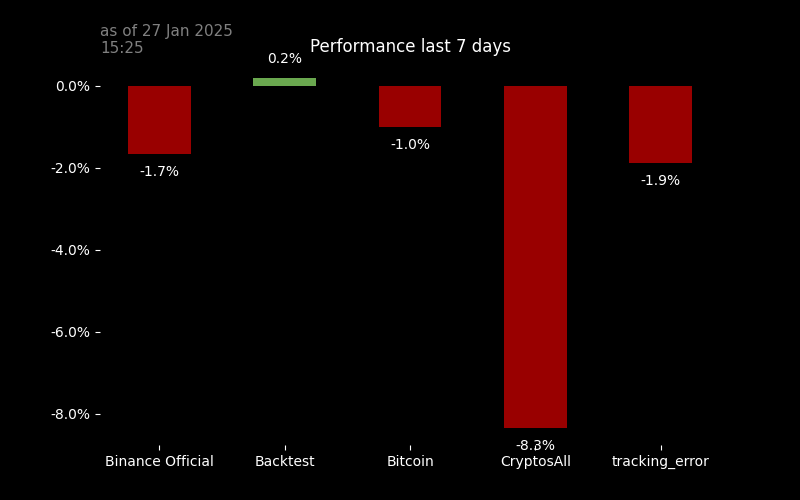 as of 27 Jan 2025
15:25
Performance last 7 days
0.2%
0.0%
-1.7%
-1.0%
-1.9%
-2.0%
-4.0%
-6.0%
-8.0%
-8.3%
Binance Official
Backtest
Bitcoin
CryptosAll
tracking_error